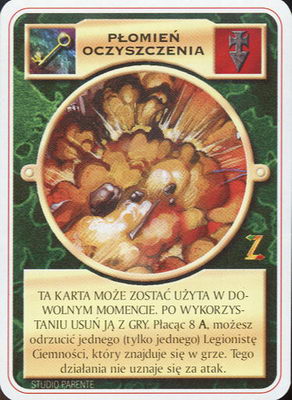 PŁOMIEŃ
OCZYSZCZENIA
TA KARTA MOŻE ZOSTAĆ UŻYTA W DO-
WOLNYM MOMENCIE. PO WYKORZYS-
TANIU USUŃ JĄ Z GRY. Płacąc 8 A, możesz
odrzucić jednego (tylko jednego) Legionistę
Ciemności, który znajduje się w grze. Tego
działania nie uznaje się za atak.
STUDIO PARENTE